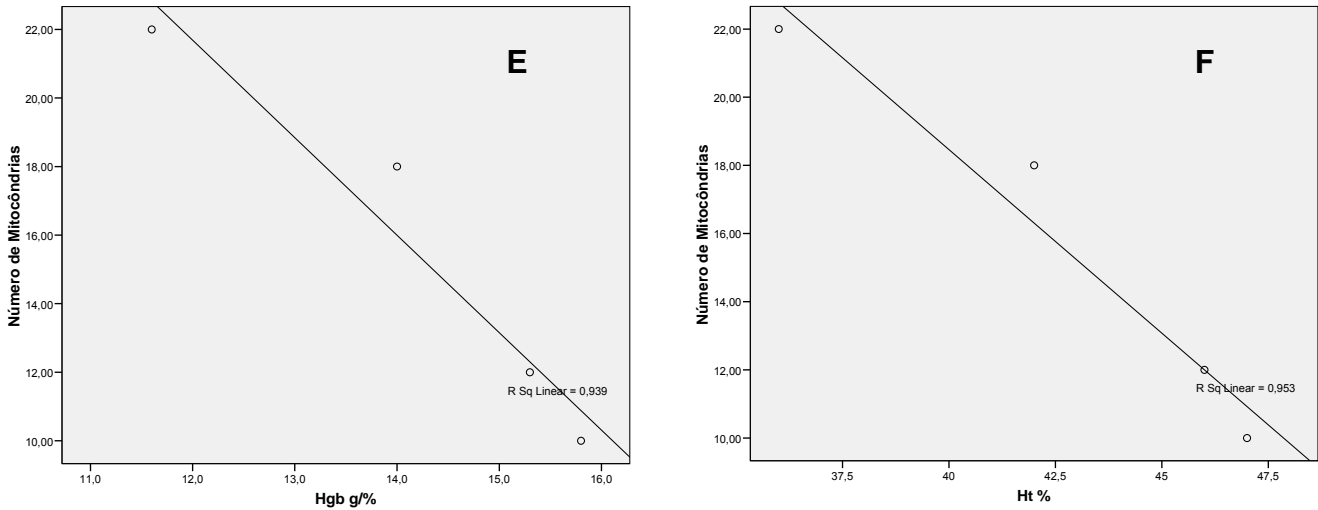 E
Número de Mitocôndrias
22,00
20,00
18,00
16,00
14,00
12,00
10,00
R Sq Linear = 0,939
11,0 12,0 13,0 14,0 15,0 16,0
Hgb g/%
F
Número de Mitocôndrias
22,00
20,00
18,00
16,00
14,00
12,00
10,00
R Sq Linear = 0,953
37,5 40 42,5 45 47,5
Ht %